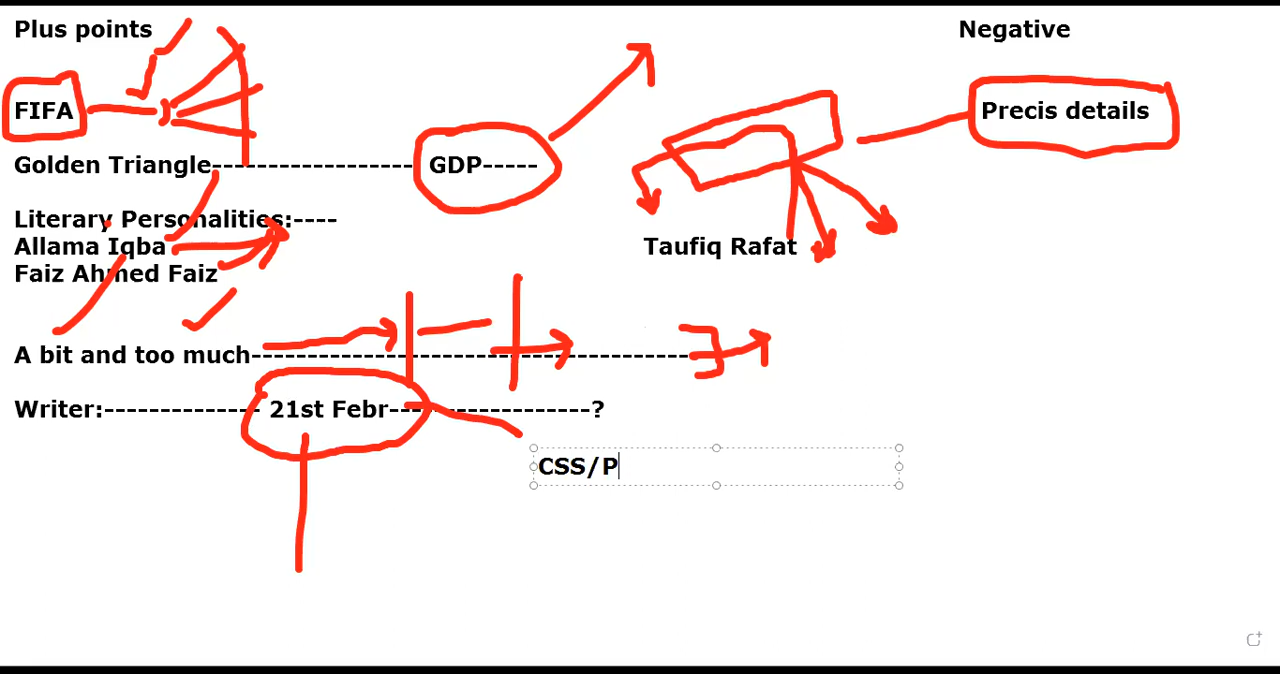 Plus points Negative
FIFA Precis details
Golden Triangle------------------ GDP-----
Literary Personalities:----
Allama Iqba Taufiq Rafat
Faiz Ahmed Faiz
A bit and too much---------------------------------------
Writer:-------------- 21st Febr------------------?
CSS/P